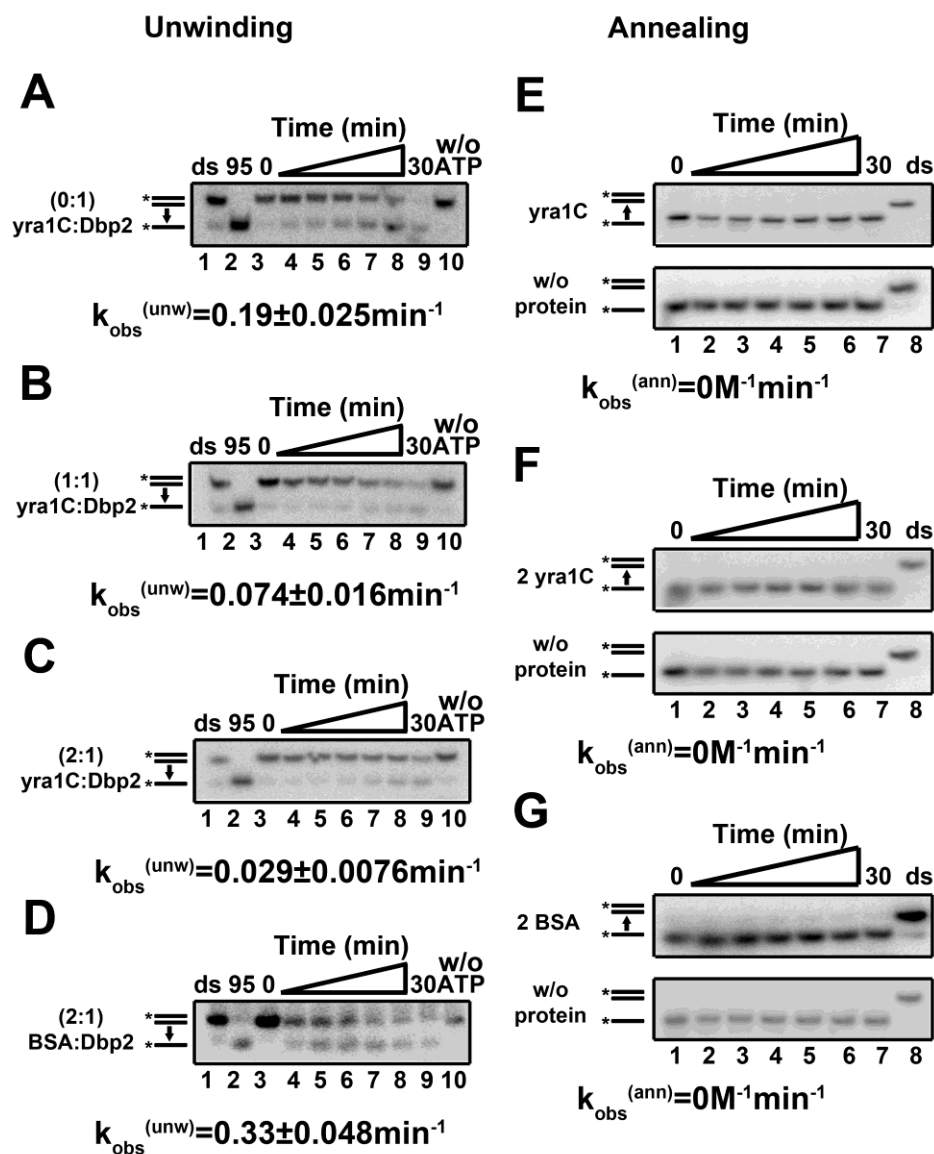 Unwinding
A
Time (min)
w/o
ds 95 0 30 ATP
(0:1)
yra1C:Dbp2
*
*
1 2 3 4 5 6 7 8 9 10
kobs(unw)=0.19±0.025min-1
B
Time (min)
w/o
ds 95 0 30 ATP
(1:1)
yra1C:Dbp2
*
*
1 2 3 4 5 6 7 8 9 10
kobs(unw)=0.074±0.016min-1
C
Time (min)
w/o
ds 95 0 30 ATP
(2:1)
yra1C:Dbp2
*
*
1 2 3 4 5 6 7 8 9 10
kobs(unw)=0.029±0.0076min-1
D
Time (min)
w/o
ds 95 0 30 ATP
(2:1)
BSA:Dbp2
*
*
1 2 3 4 5 6 7 8 9 10
kobs(unw)=0.33±0.048min-1
Annealing
E
Time (min)
0 30 ds
yra1C
*
*
w/o
protein
*
*
1 2 3 4 5 6 7 8
kobs(ann)=0M-1min-1
F
Time (min)
0 30 ds
2 yra1C
*
*
w/o
protein
*
*
1 2 3 4 5 6 7 8
kobs(ann)=0M-1min-1
G
Time (min)
0 30 ds
2 BSA
*
*
w/o
protein
*
*
1 2 3 4 5 6 7 8
kobs(ann)=0M-1min-1